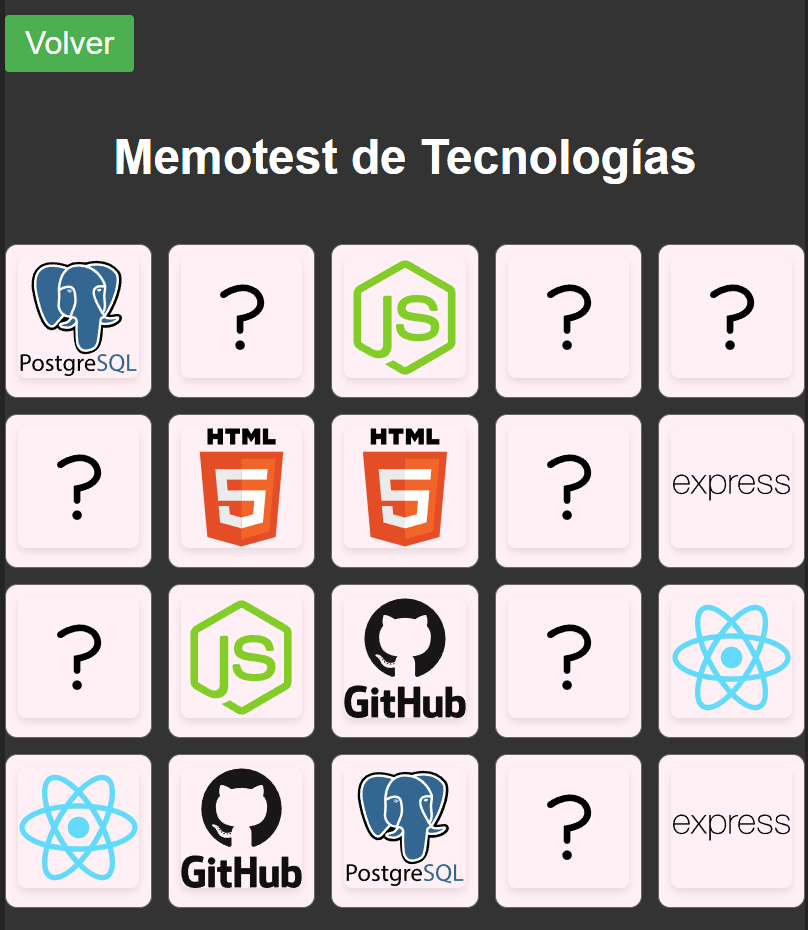 Volver
Memotest de Tecnologías
PostgreSQL
?
JS
?
?
?
HTML
5
HTML
5
?
express
?
JS
GitHub
?
GitHub
PostgreSQL
?
express